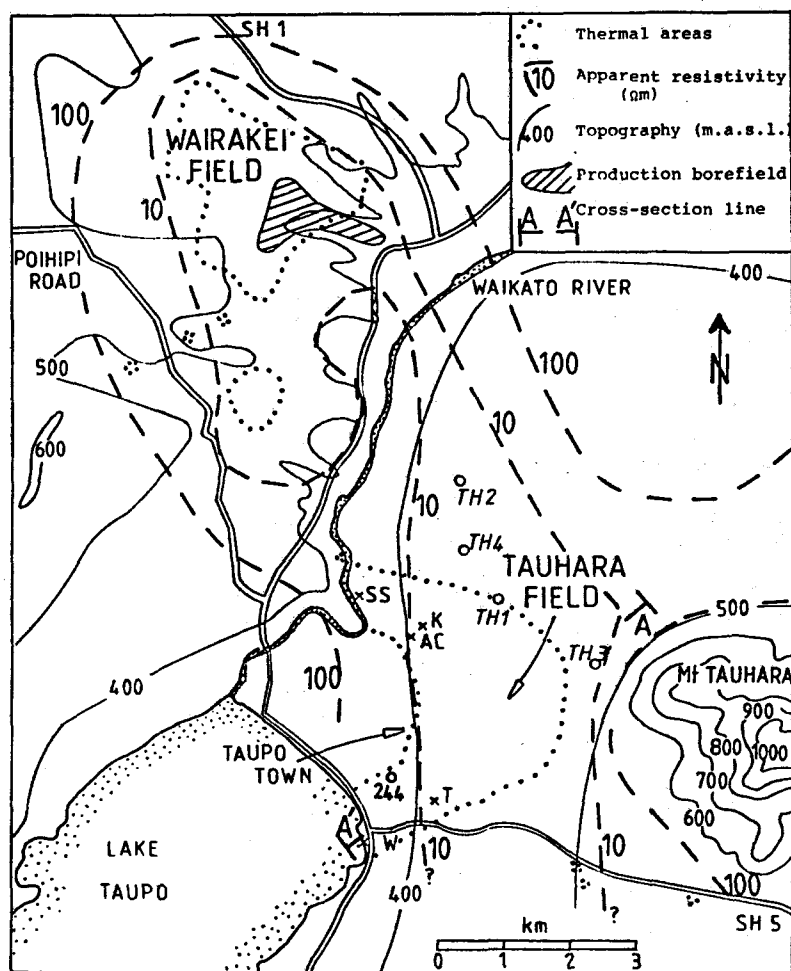 SH 1
100
WAIRAKEI
FIELD
10
POIHIPI
ROAD
500
600
Thermal areas
10 Apparent resistivity
(Ωm)
400 Topography (m.a.s.l.)
Production borefield
A A' Cross-section line
WAIKATO RIVER
400
N
100
10
10
TH2
TH4
TAUHARA
FIELD
TH1
SS
K
AC
A
TH3
500
Mt TAUHARA
900
800
1000
700
600
100
400
TAUPO
TOWN
244
T
A'
W
10
?
400
LAKE
TAUPO
100
?
SH 5
km
0 1 2 3